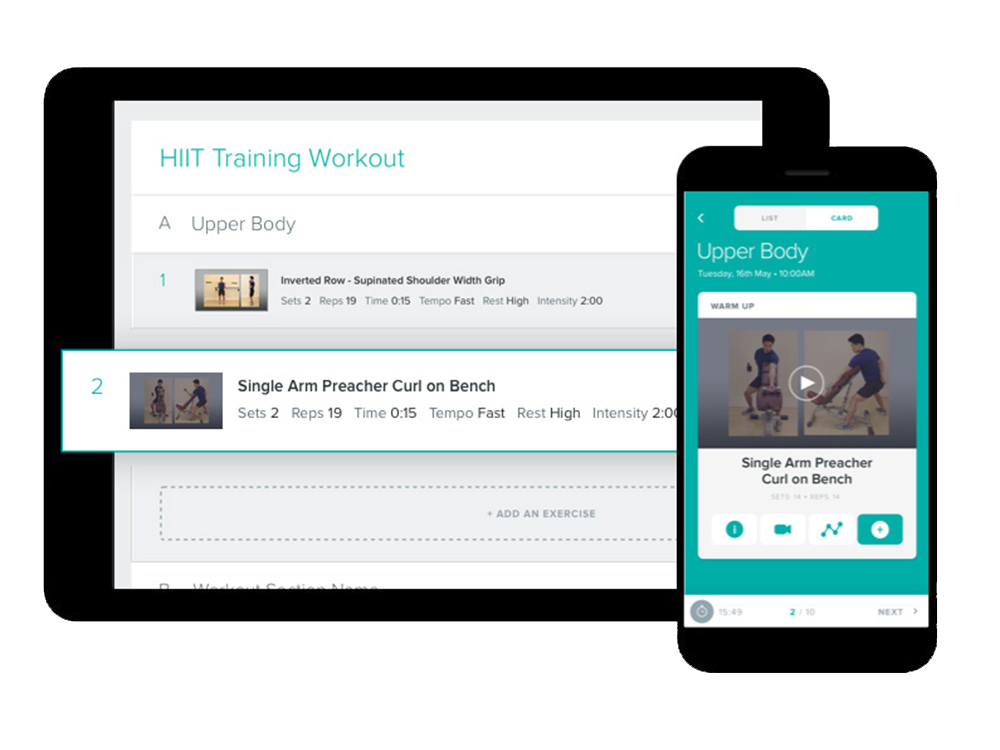 HIIT Training Workout
A Upper Body
1
Inverted Row - Supinated Shoulder Width Grip
Sets 2 Reps 19 Time 0:15 Tempo Fast Rest High Intensity 2:00
2
Single Arm Preacher Curl on Bench
Sets 2 Reps 19 Time 0:15 Tempo Fast Rest High Intensity 2:00
+ ADD AN EXERCISE
B Workout Section Name
LIST CARD
Upper Body
Tuesday, 16th May • 10:00AM
WARM UP
Single Arm Preacher
Curl on Bench
SETS 14 • REPS 14
15:49 2 / 10 NEXT >